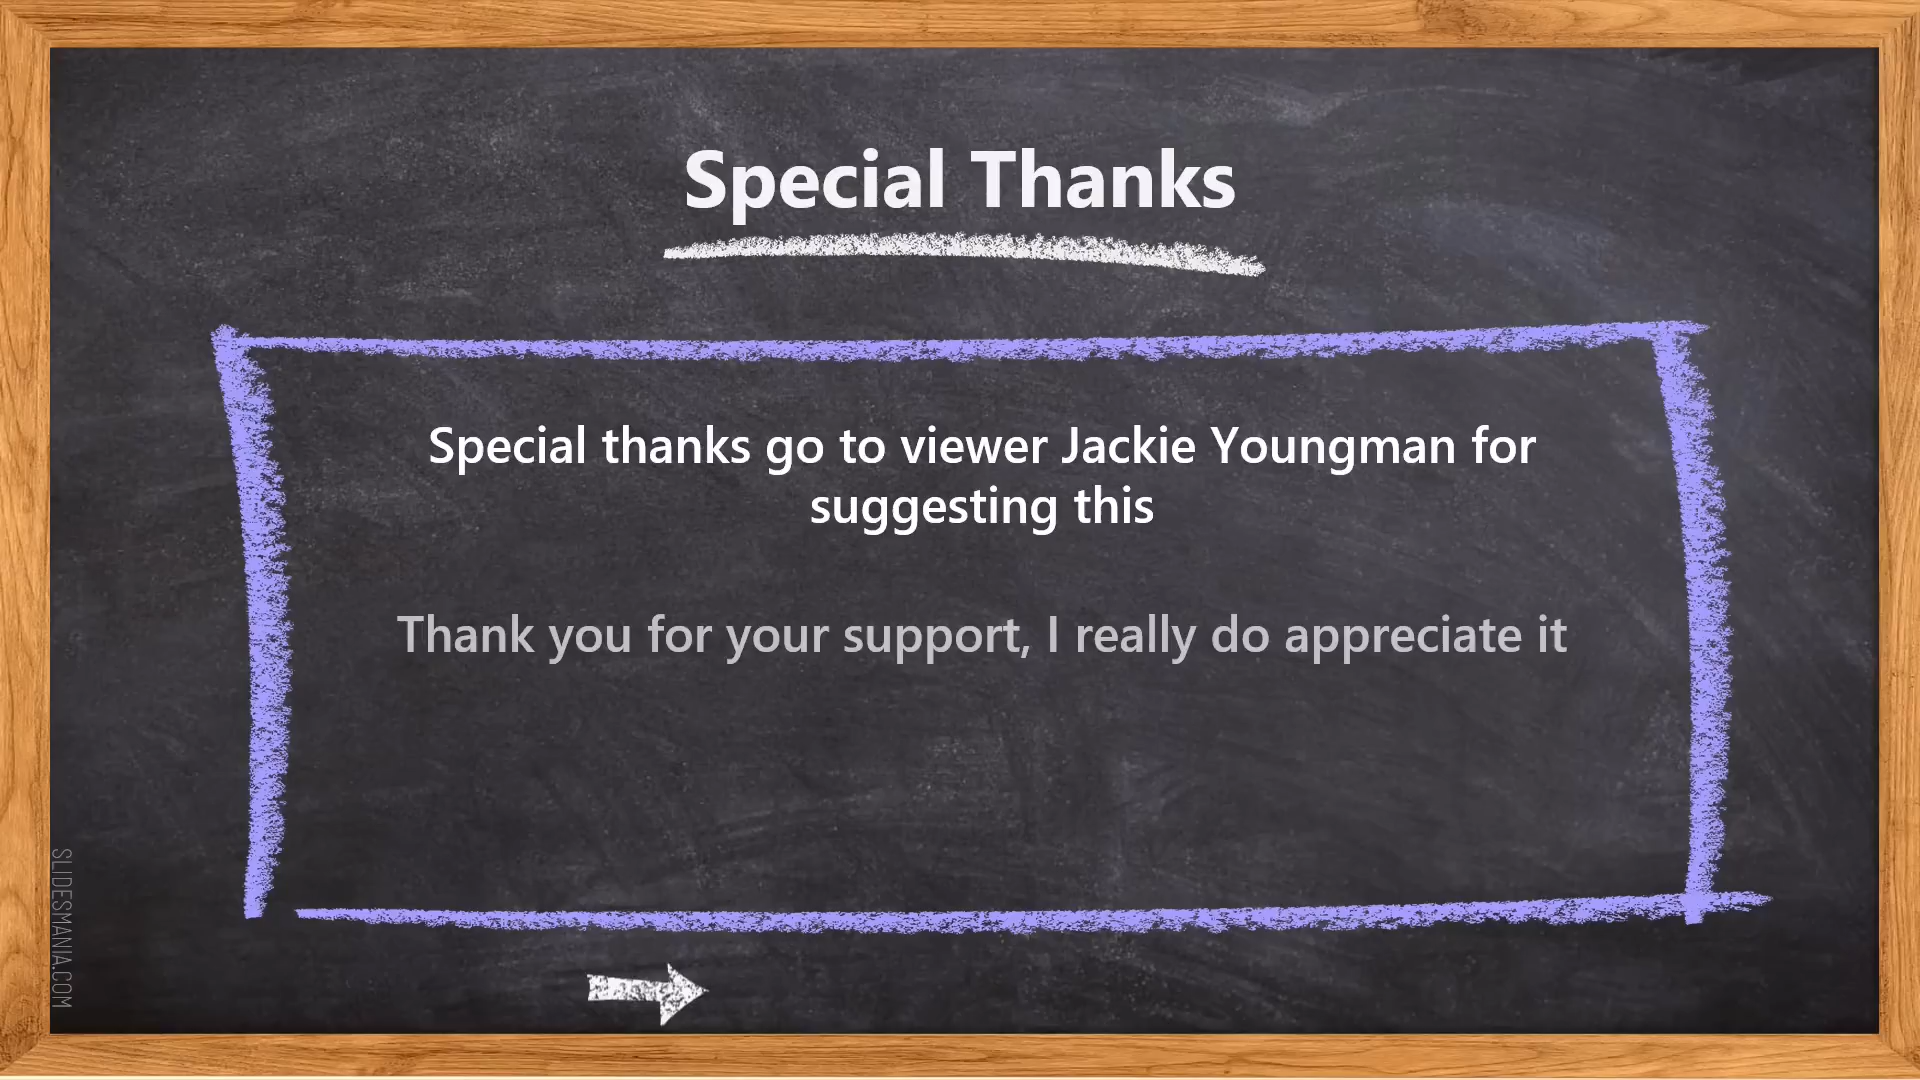 Special Thanks
Special thanks go to viewer Jackie Youngman for
suggesting this
Thank you for your support, I really do appreciate it
SLIDESMANIA.COM